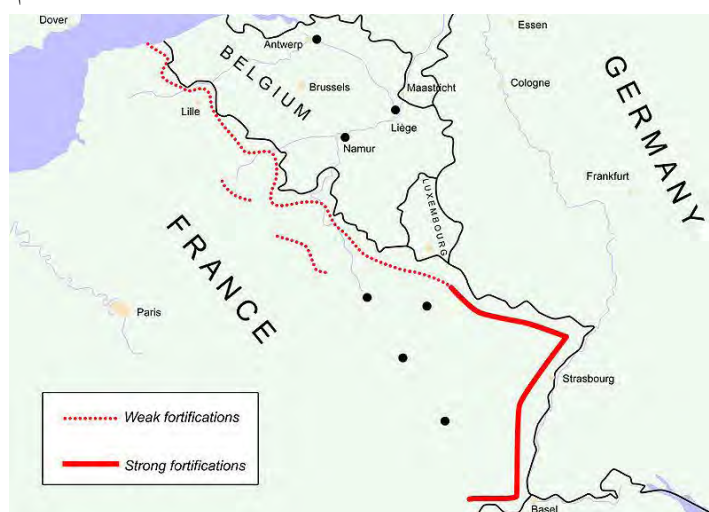 Dover
Essen
Antwerp
BELGIUM
GERMANY
Brussels
Maastricht
Cologne
Lille
Liège
Namur
Frankfurt
LUXEMBOURG
FRANCE
Paris
Strasbourg
Weak fortifications
Strong fortifications
Basel